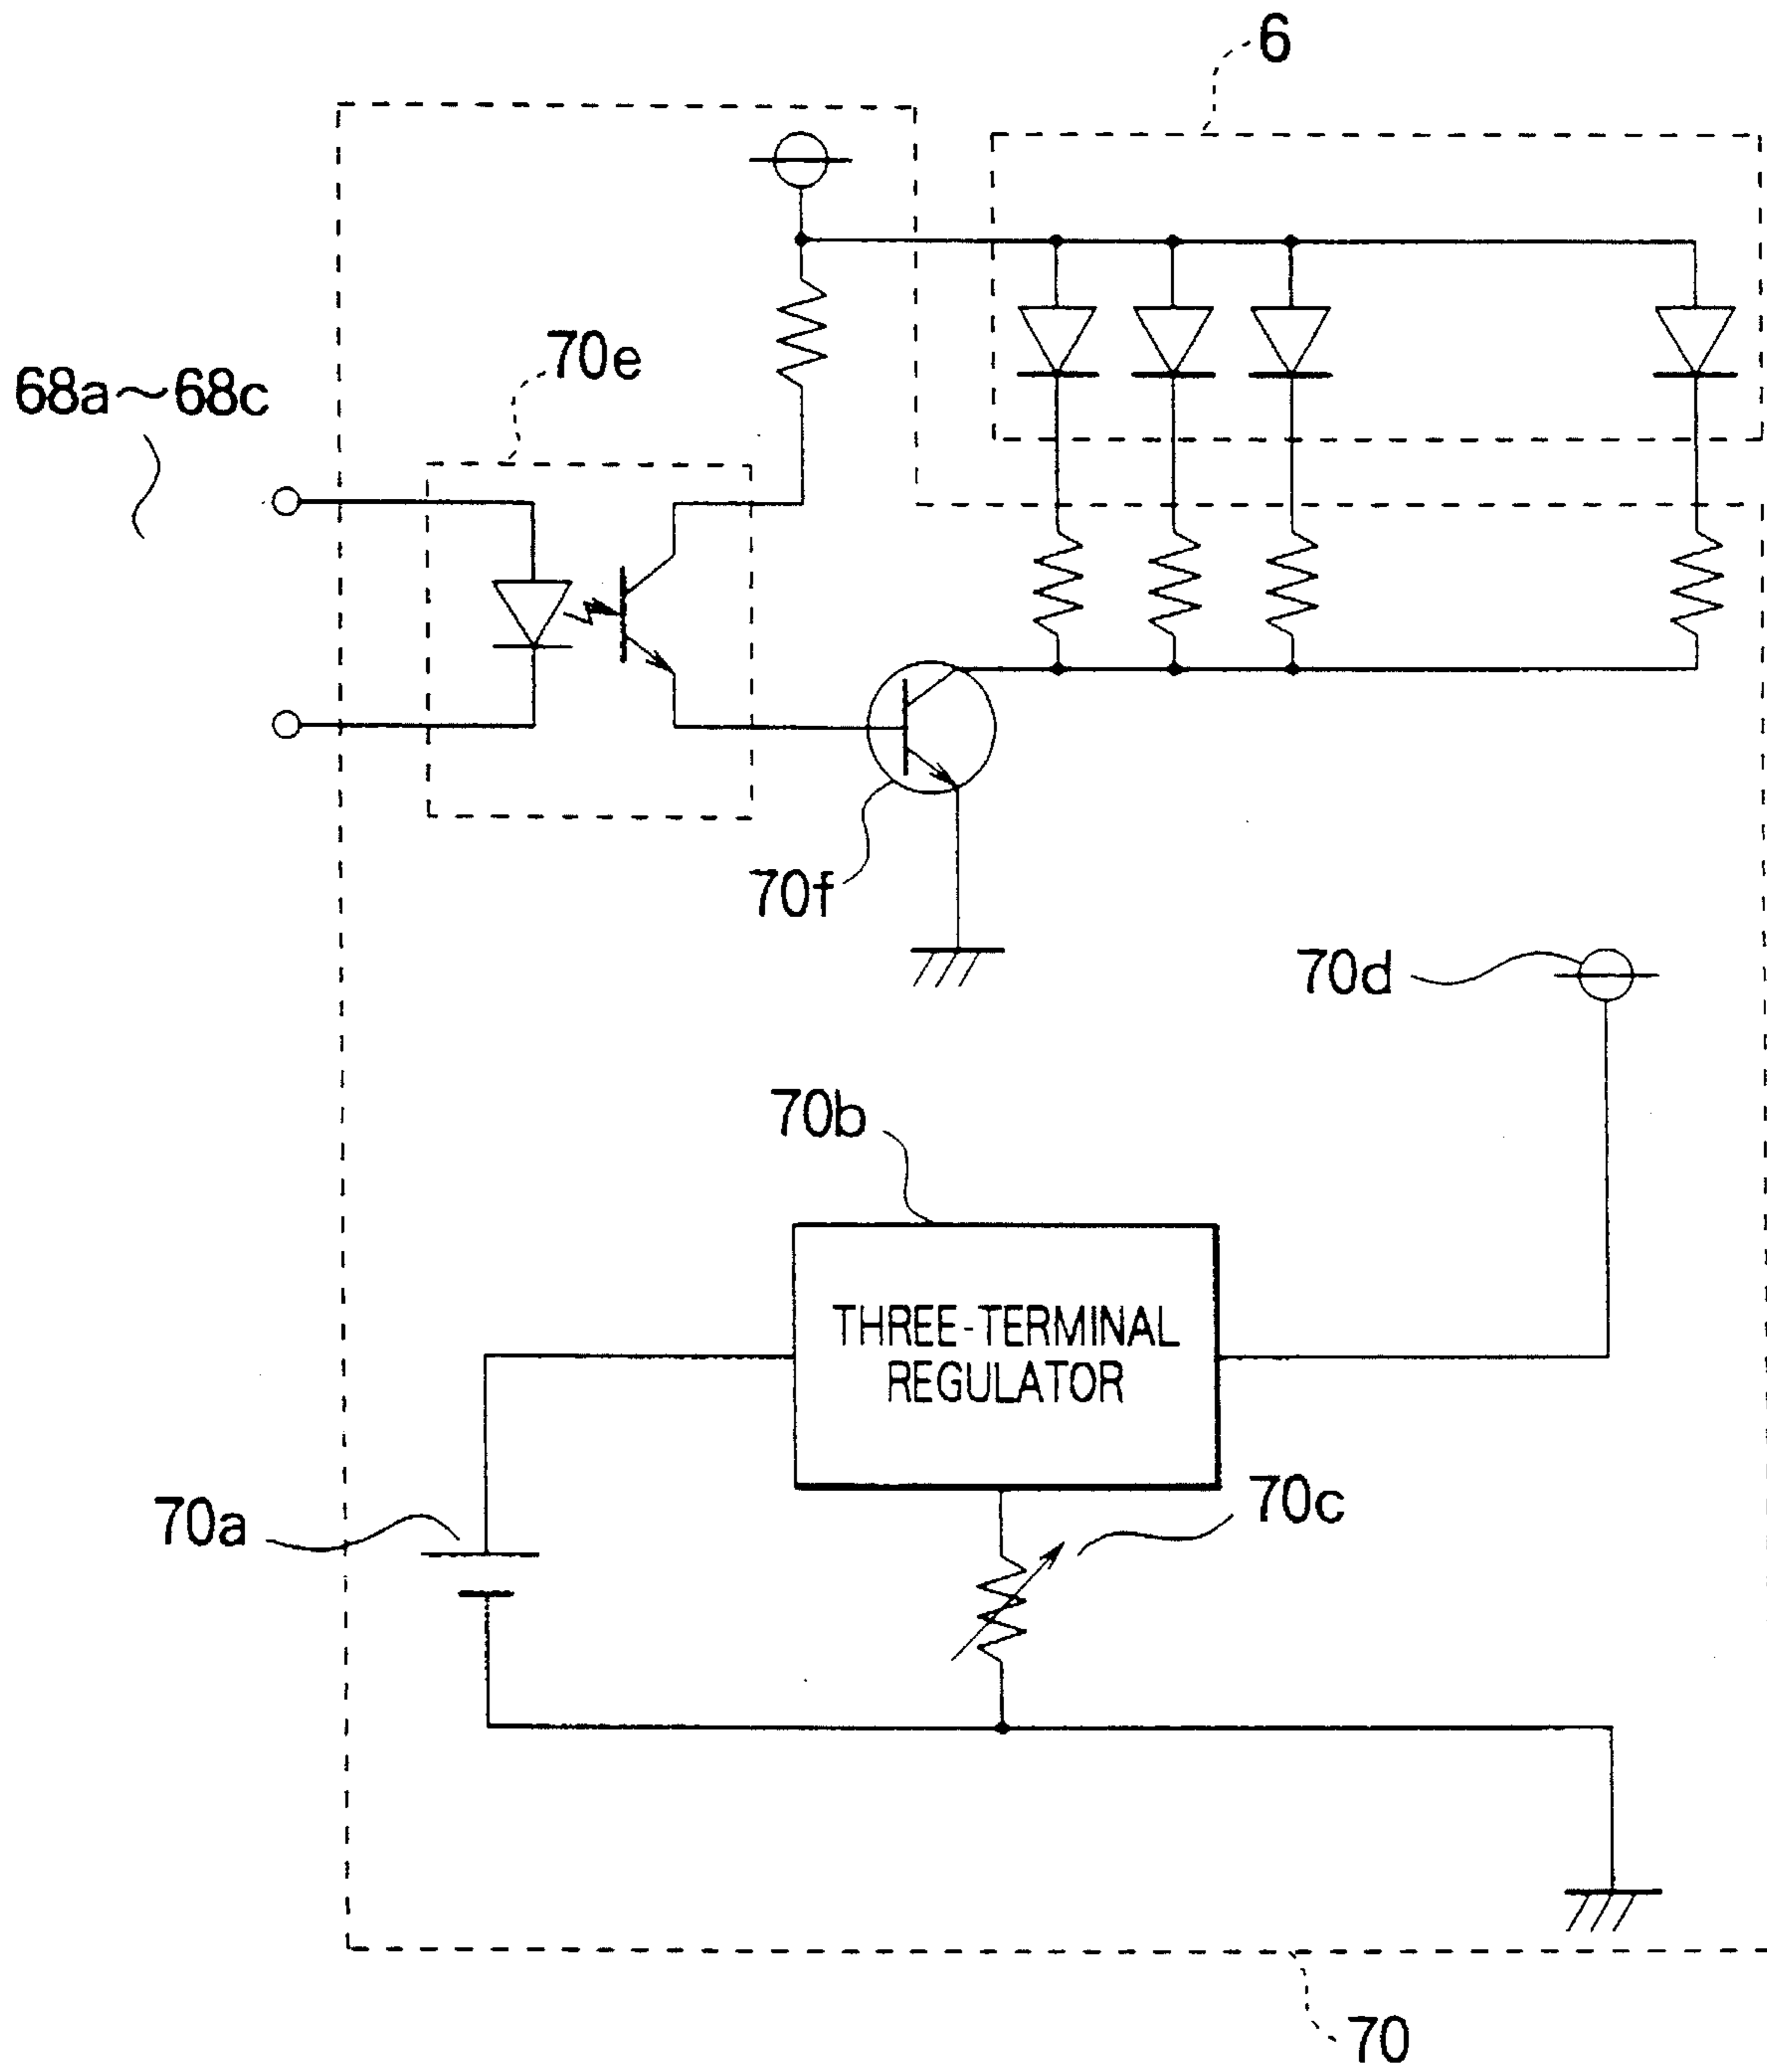 6
70e
68a～68c
70f
70d
70b
THREE-TERMINAL
REGULATOR
70a
70c
70